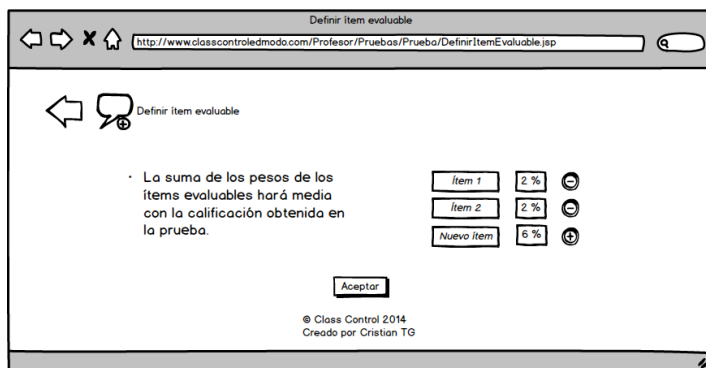 Definir ítem evaluable
http://www.classcontroledmodo.com/Profesor/Pruebas/Prueba/DefinirItemEvaluable.jsp
Definir ítem evaluable
· La suma de los pesos de los
ítems evaluables hará media
con la calificación obtenida en
la prueba.
Ítem 1 2 %
Ítem 2 2 %
Nuevo ítem 6 %
Aceptar
© Class Control 2014
Creado por Cristian TG